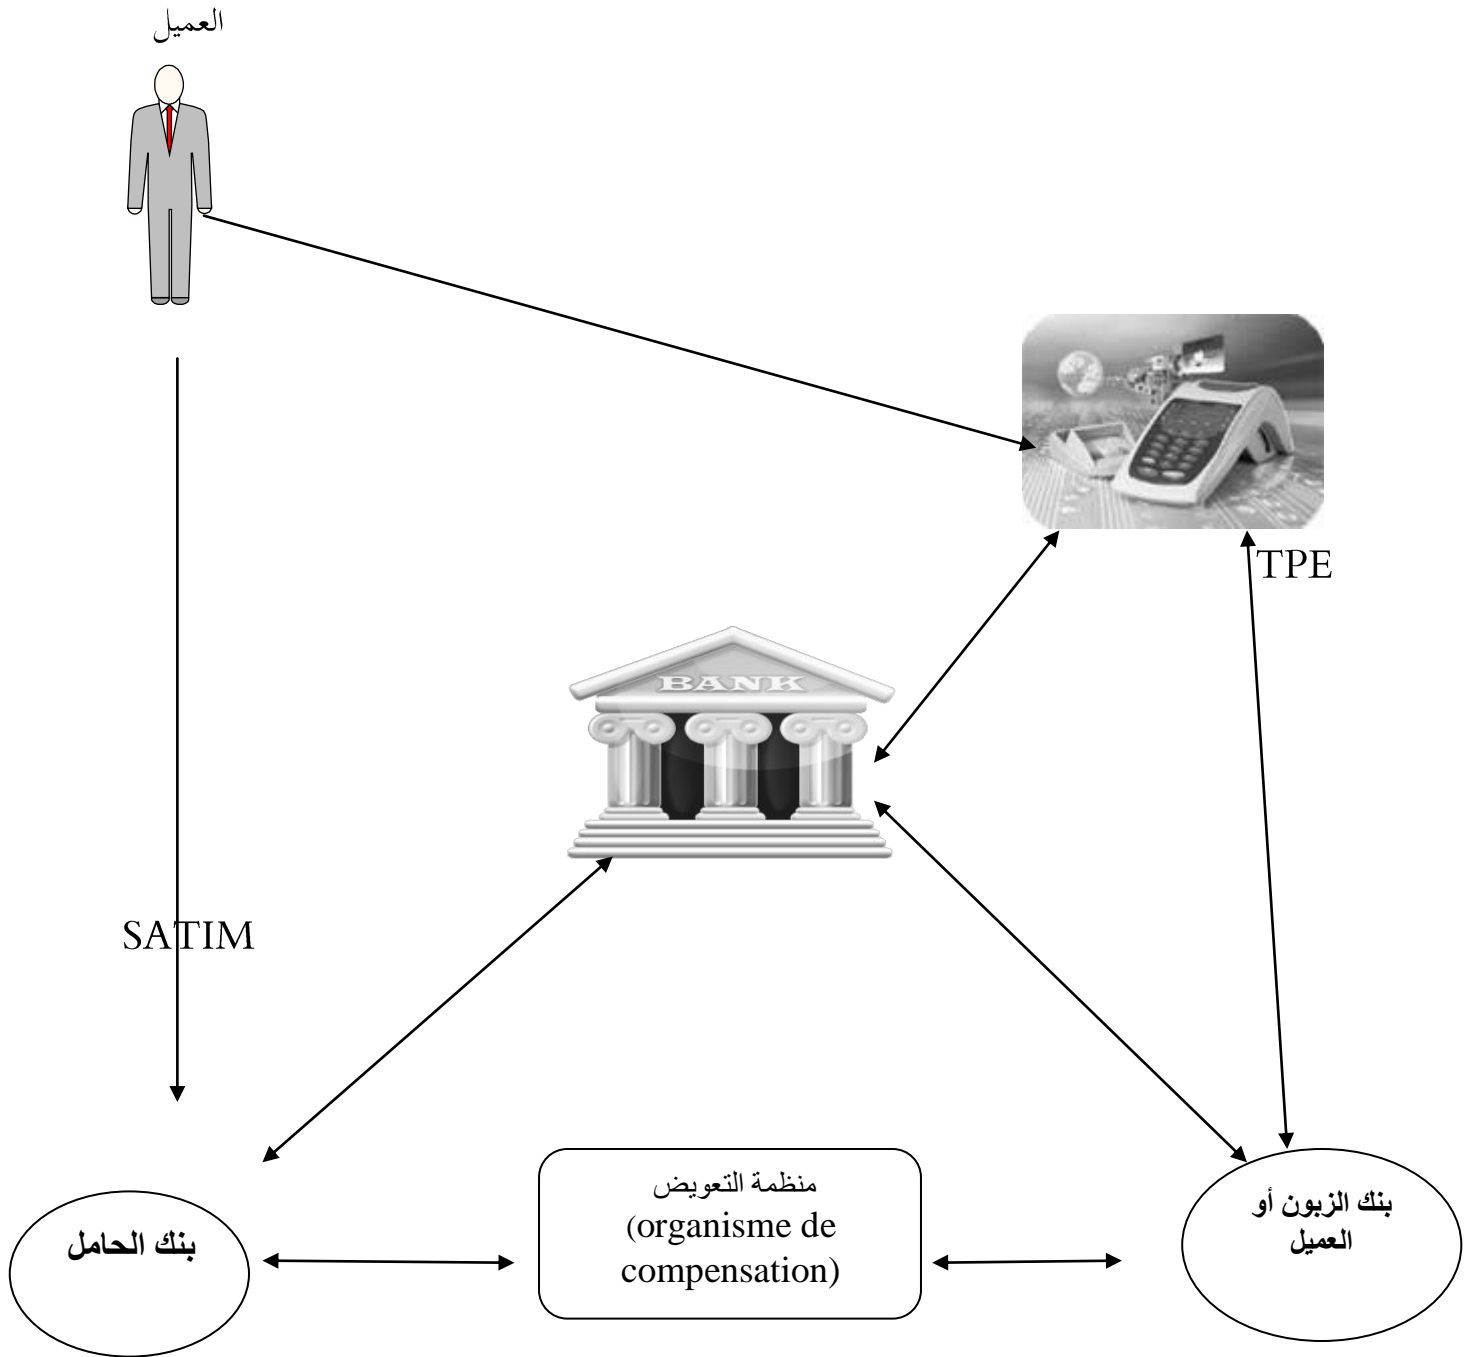 العميل
TPE
BANK
SATIM
منظمة التعويض
(organisme de
compensation)
بنك الزبون أو
العميل
بنك الحامل